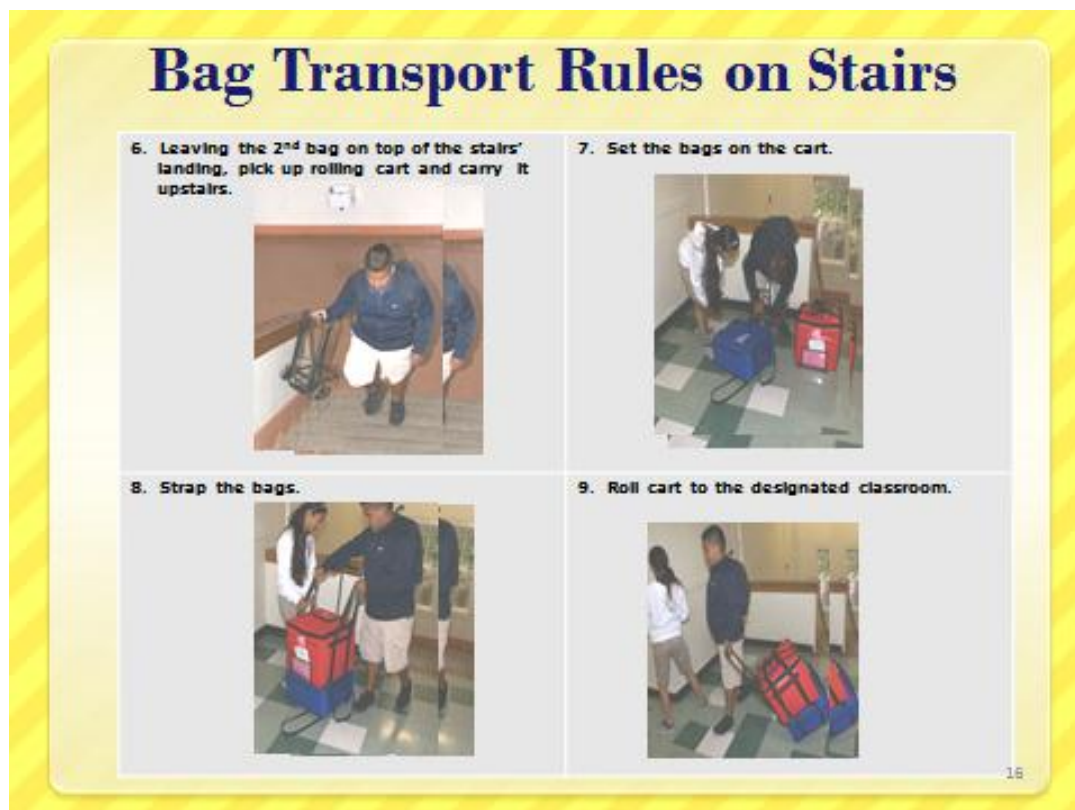 Bag Transport Rules on Stairs
6. Leaving the 2nd bag on top of the stairs'
landing, pick up rolling cart and carry it
upstairs.
7. Set the bags on the cart.
8. Strap the bags.
9. Roll cart to the designated classroom.
16